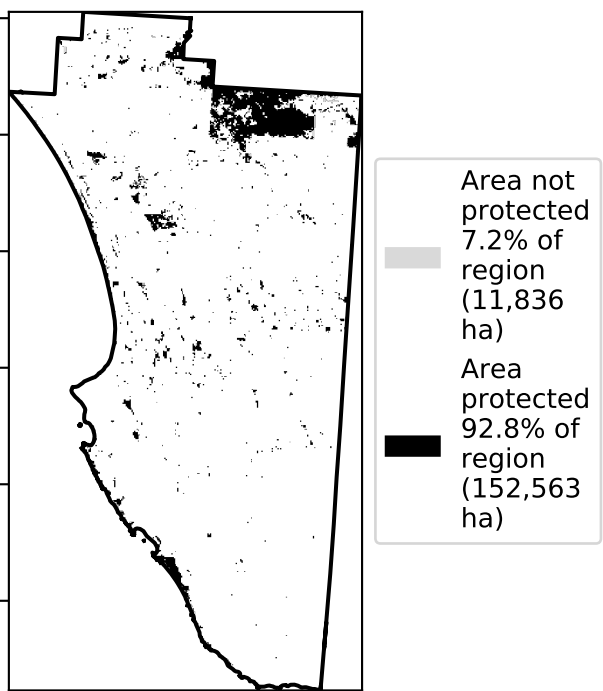 Area not
protected
7.2% of
region
(11,836
ha)
Area
protected
92.8% of
region
(152,563
ha)